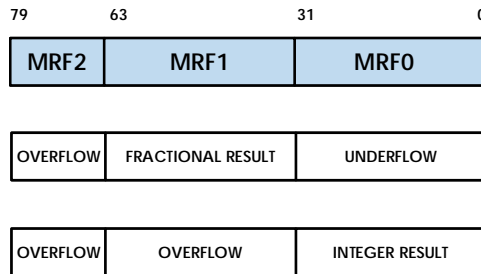 79 63 31 0
MRF2 MRF1 MRF0
OVERFLOW FRACTIONAL RESULT UNDERFLOW
OVERFLOW OVERFLOW INTEGER RESULT